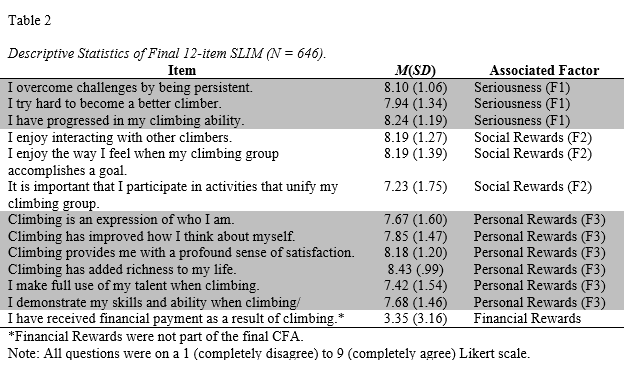 Table 2
Descriptive Statistics of Final 12-item SLIM (N = 646).
Item M(SD) Associated Factor
I overcome challenges by being persistent. 8.10 (1.06) Seriousness (F1)
I try hard to become a better climber. 7.94 (1.34) Seriousness (F1)
I have progressed in my climbing ability. 8.24 (1.19) Seriousness (F1)
I enjoy interacting with other climbers. 8.19 (1.27) Social Rewards (F2)
I enjoy the way I feel when my climbing group 8.19 (1.39) Social Rewards (F2)
accomplishes a goal.
It is important that I participate in activities that unify my 7.23 (1.75) Social Rewards (F2)
climbing group.
Climbing is an expression of who I am. 7.67 (1.60) Personal Rewards (F3)
Climbing has improved how I think about myself. 7.85 (1.47) Personal Rewards (F3)
Climbing provides me with a profound sense of satisfaction. 8.18 (1.20) Personal Rewards (F3)
Climbing has added richness to my life. 8.43 (.99) Personal Rewards (F3)
I make full use of my talent when climbing. 7.42 (1.54) Personal Rewards (F3)
I demonstrate my skills and ability when climbing/ 7.68 (1.46) Personal Rewards (F3)
I have received financial payment as a result of climbing.* 3.35 (3.16) Financial Rewards
*Financial Rewards were not part of the final CFA.
Note: All questions were on a 1 (completely disagree) to 9 (completely agree) Likert scale.